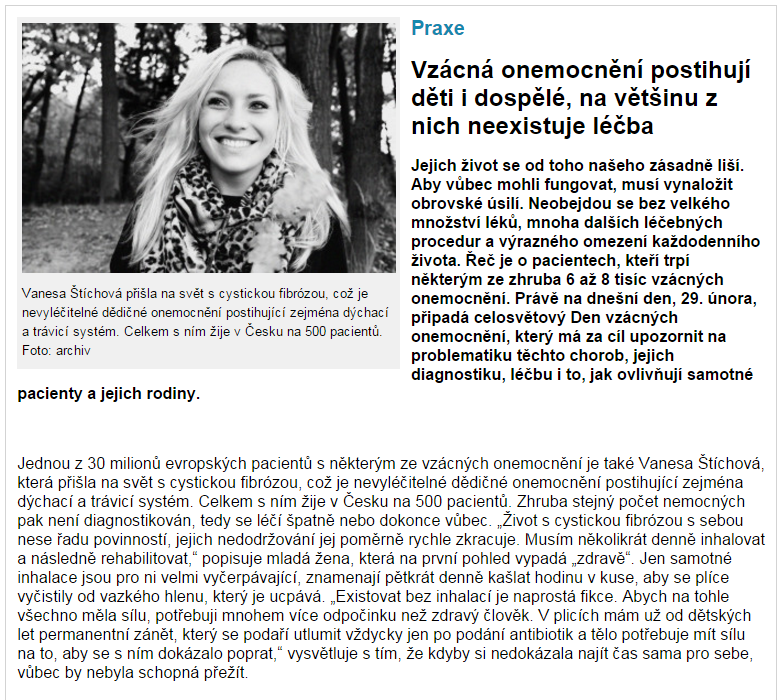 Praxe
Vzácná onemocnění postihují
děti i dospělé, na většinu z
nich neexistuje léčba
Jejich život se od toho našeho zásadně liší.
Aby vůbec mohli fungovat, musí vynaložit
obrovské úsilí. Neobejdou se bez velkého
množství léků, mnoha dalších léčebných
procedur a výrazného omezení každodenního
života. Řeč je o pacientech, kteří trpí
některým ze zhruba 6 až 8 tisíc vzácných
onemocnění. Právě na dnešní den, 29. února,
připadá celosvětový Den vzácných
onemocnění, který má za cíl upozornit na
problematiku těchto chorob, jejich
diagnostiku, léčbu i to, jak ovlivňují samotné
pacienty a jejich rodiny.
Vanesa Štíchová přišla na svět s cystickou fibrózou, což je
nevyléčitelné dědičné onemocnění postihující zejména dýchací
a trávicí systém. Celkem s ním žije v Česku na 500 pacientů.
Foto: archiv
Jednou z 30 milionů evropských pacientů s některým ze vzácných onemocnění je také Vanesa Štíchová,
která přišla na svět s cystickou fibrózou, což je nevyléčitelné dědičné onemocnění postihující zejména
dýchací a trávicí systém. Celkem s ním žije v Česku na 500 pacientů. Zhruba stejný počet nemocných
pak není diagnostikován, tedy se léčí špatně nebo dokonce vůbec. „Život s cystickou fibrózou s sebou
nese řadu povinností, jejich nedodržování jej poměrně rychle zkracuje. Musím několikrát denně inhalovat
a následně rehabilitovat,“ popisuje mladá žena, která na první pohled vypadá „zdravě“. Jen samotné
inhalace jsou pro ni velmi vyčerpávající, znamenají pětkrát denně kašlat hodinu v kuse, aby se plíce
vyčistily od vazkého hlenu, který je ucpává. „Existovat bez inhalací je naprostá fikce. Abych na tohle
všechno měla sílu, potřebuji mnohem více odpočinku než zdravý člověk. V plicích mám už od dětských
let permanentní zánět, který se podaří utlumit vždycky jen po podání antibiotik a tělo potřebuje mít sílu
na to, aby se s ním dokázalo poprat,“ vysvětluje s tím, že kdyby si nedokázala najít čas sama pro sebe,
vůbec by nebyla schopná přežít.